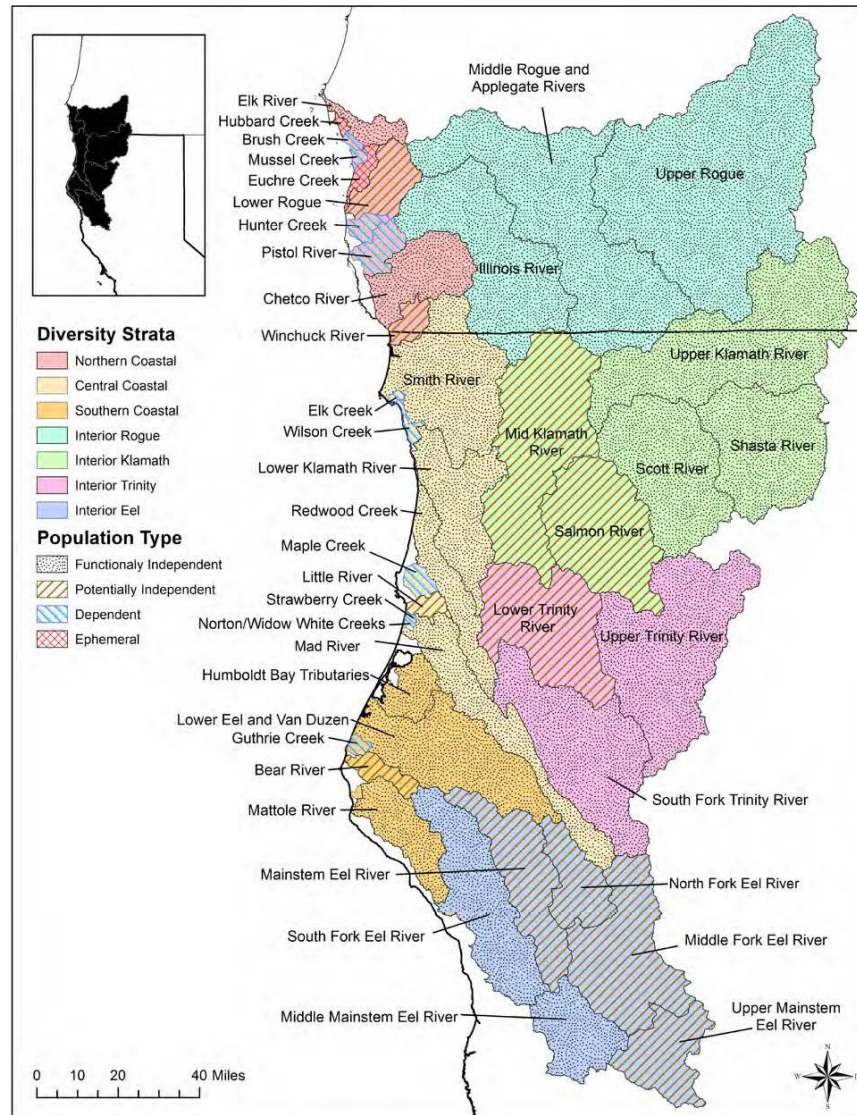 Elk River
Hubbard Creek
Brush Creek
Mussel Creek
Euchre Creek
Lower Rogue
Hunter Creek
Pistol River
Chetco River
Winchuck River
Middle Rogue and
Applegate Rivers
Upper Rogue
Illinois River
Upper Klamath River
Smith River
Elk Creek
Wilson Creek
Mid Klamath
River
Shasta River
Scott River
Lower Klamath River
Redwood Creek
Salmon River
Maple Creek
Little River
Strawberry Creek
Norton/Widow White Creeks
Mad River
Lower Trinity
River
Upper Trinity River
Humboldt Bay Tributaries
Lower Eel and Van Duzen
Guthrie Creek
Bear River
Mattole River
South Fork Trinity River
Mainstem Eel River
North Fork Eel River
South Fork Eel River
Middle Fork Eel River
Middle Mainstem Eel River
Upper Mainstem
Eel River
Diversity Strata
Northern Coastal
Central Coastal
Southern Coastal
Interior Rogue
Interior Klamath
Interior Trinity
Interior Eel
Population Type
Functionaly Independent
Potentially Independent
Dependent
Ephemeral
0 10 20 40 Miles
N
W
S